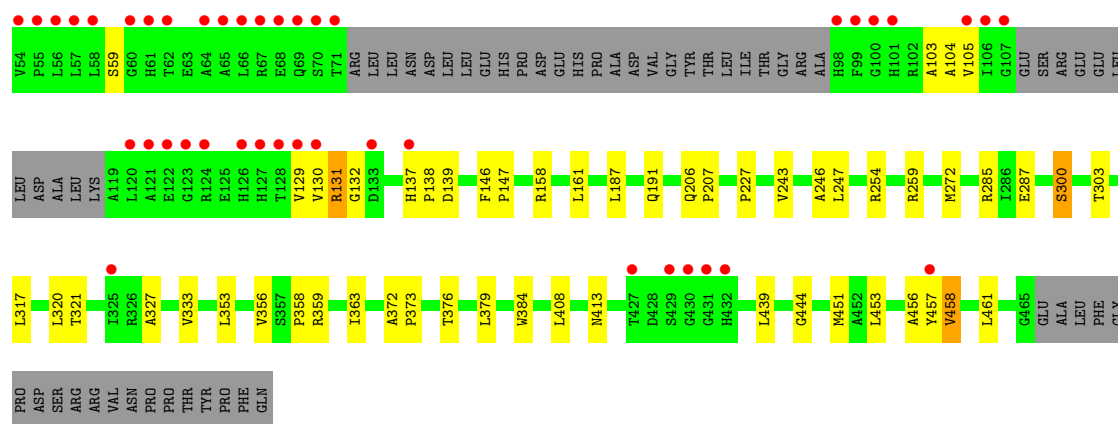 V54 P55 L56 L57 L58 S59 G60 H61 T62 E63 A64 A65 L66 R67 E68 Q69 S70 T71 ARG LEU LEU ASN ASP LEU LEU GLU HIS PRO ASP GLU HIS PRO ALA ASP VAL GLY TYR THR LEU ILE THR GLY ARG ALA H98 F99 G100 H101 R102 A103 A104 V105 I106 G107 GLU SER ARG GLU GLU LEU
LEU ASP ALA LEU LYS A119 L120 A121 E122 G123 R124 E125 H126 H127 T128 V129 V130 R131 G132 D133 H137 P138 D139 F146 P147 R158 L161 L187 Q191 Q206 P207 P227 V243 A246 L247 R254 R259 M272 R285 I286 E287 S300 T303
L317 L320 T321 I325 R326 A327 V333 L353 V356 S357 P358 R359 I363 A372 P373 T376 L379 W384 L408 N413 T427 D428 S429 G430 G431 H432 L439 G444 M451 A452 L453 A456 Y457 V458 L461 G465 GLU ALA LEU PHE GLY
PRO ASP SER ARG ARG VAL ASN PRO PRO THR TYR PRO PHE GLN